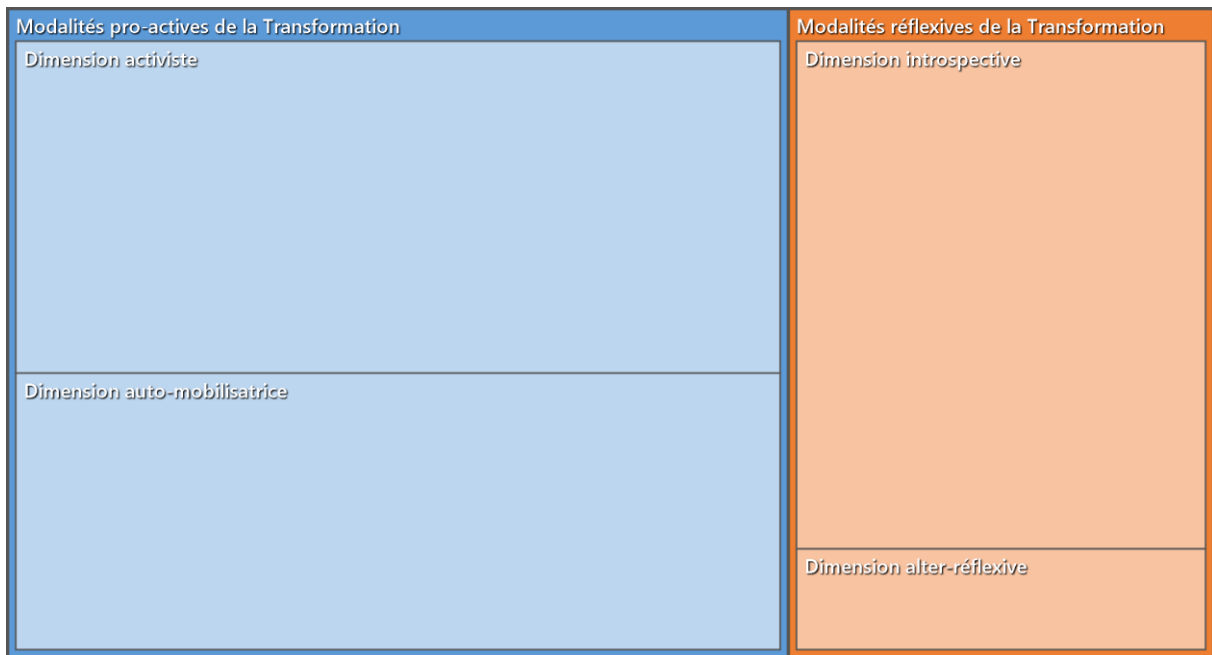 Modalités pro-actives de la Transformation
Dimension activiste
Dimension auto-mobilisatrice
Modalités réflexives de la Transformation
Dimension introspective
Dimension alter-réflexive